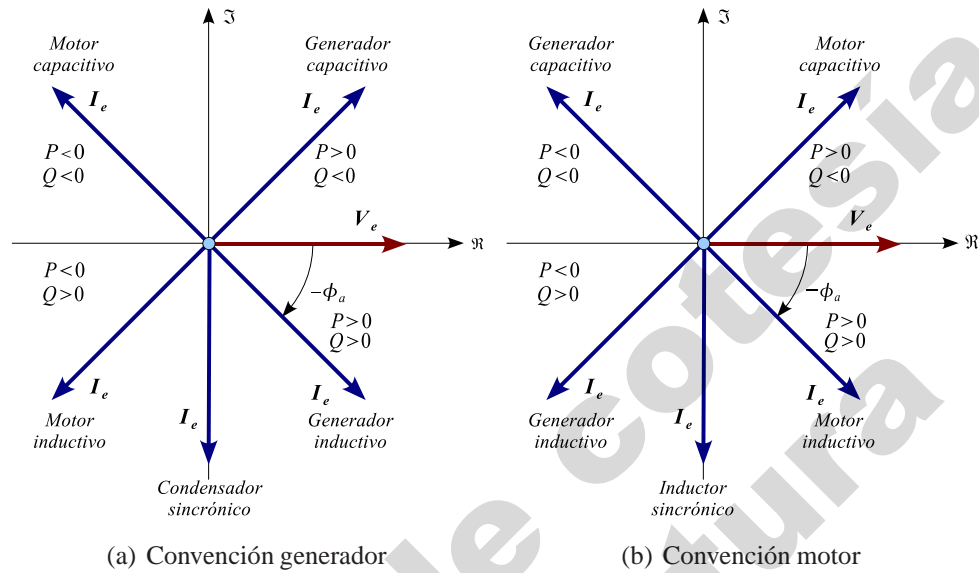 ℑ
Motor
capacitivo
Generador
capacitivo
I_e
I_e
P<0
Q<0
P>0
Q<0
V_e
ℜ
P<0
Q>0
−ϕ_a
P>0
Q>0
I_e
I_e
I_e
Motor
inductivo
Generador
inductivo
Condensador
sincrónico
(a) Convención generador
ℑ
Generador
capacitivo
Motor
capacitivo
I_e
I_e
P<0
Q<0
P>0
Q<0
V_e
ℜ
P<0
Q>0
−ϕ_a
P>0
Q>0
I_e
I_e
I_e
Generador
inductivo
Motor
inductivo
Inductor
sincrónico
(b) Convención motor
de cotesía